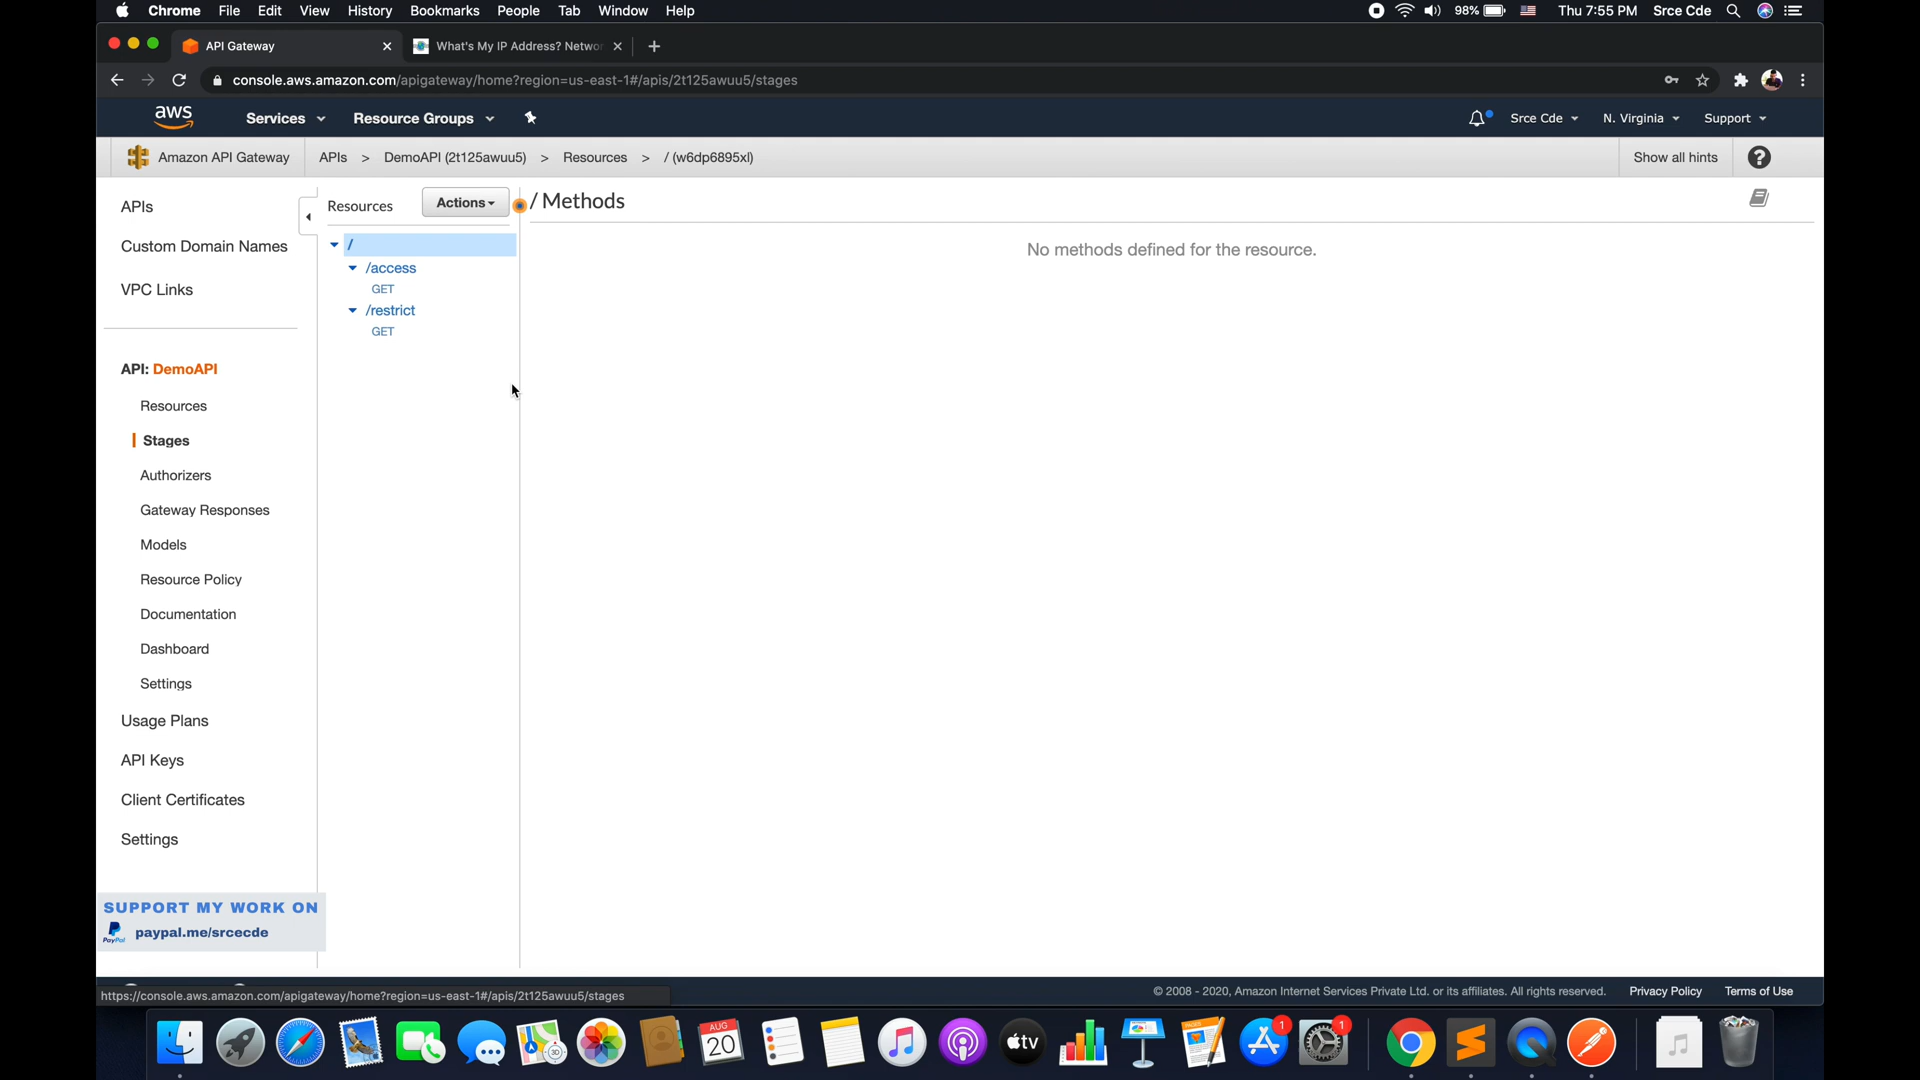 Chrome File Edit View History Bookmarks People Tab Window Help 98% Thu 7:55 PM Srce Cde
API Gateway What's My IP Address? Netwo
console.aws.amazon.com/apigateway/home?region=us-east-1#/apis/2t125awuu5/stages
aws Services Resource Groups Srce Cde N. Virginia Support
Amazon API Gateway APIs > DemoAPI (2t125awuu5) > Resources > / (w6dp6895xl) Show all hints ?
APIs
Custom Domain Names
VPC Links
API: DemoAPI
Resources
Stages
Authorizers
Gateway Responses
Models
Resource Policy
Documentation
Dashboard
Settings
Usage Plans
API Keys
Client Certificates
Settings
Resources Actions
/
/access
GET
/restrict
GET
/ Methods
No methods defined for the resource.
SUPPORT MY WORK ON
PayPal paypal.me/srcecde
https://console.aws.amazon.com/apigateway/home?region=us-east-1#/apis/2t125awuu5/stages
© 2008 - 2020, Amazon Internet Services Private Ltd. or its affiliates. All rights reserved. Privacy Policy Terms of Use
3D
AUG
20
tv
PAGES
1
1